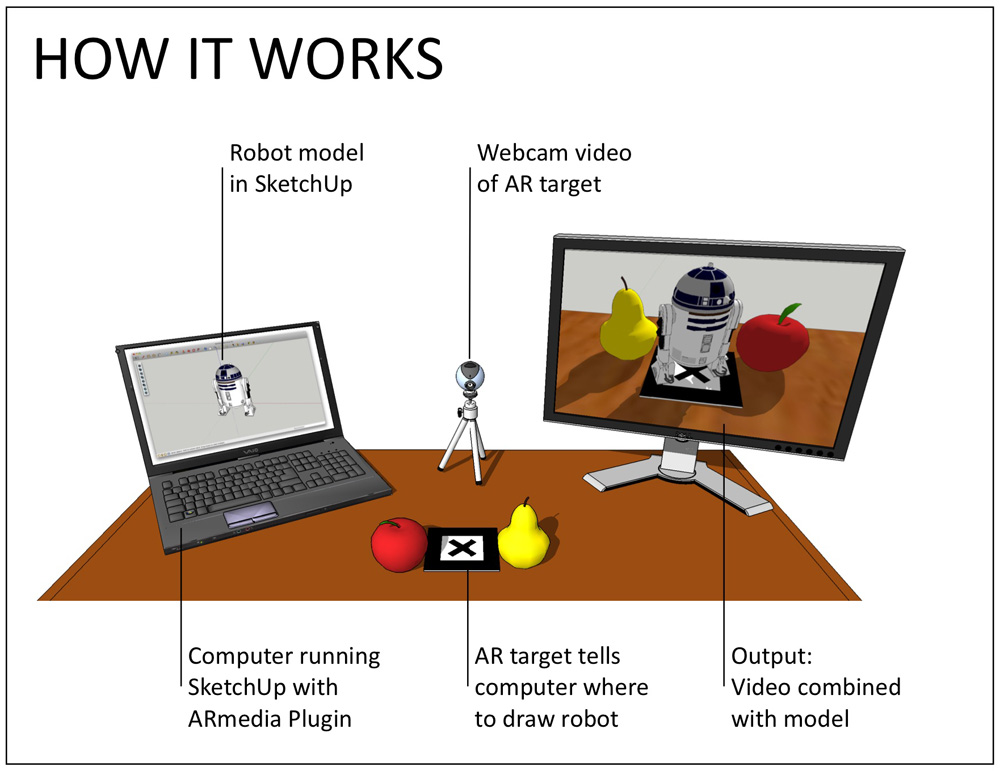 HOW IT WORKS
Robot model
in SketchUp
Webcam video
of AR target
Computer running
SketchUp with
ARmedia Plugin
AR target tells
computer where
to draw robot
Output:
Video combined
with model